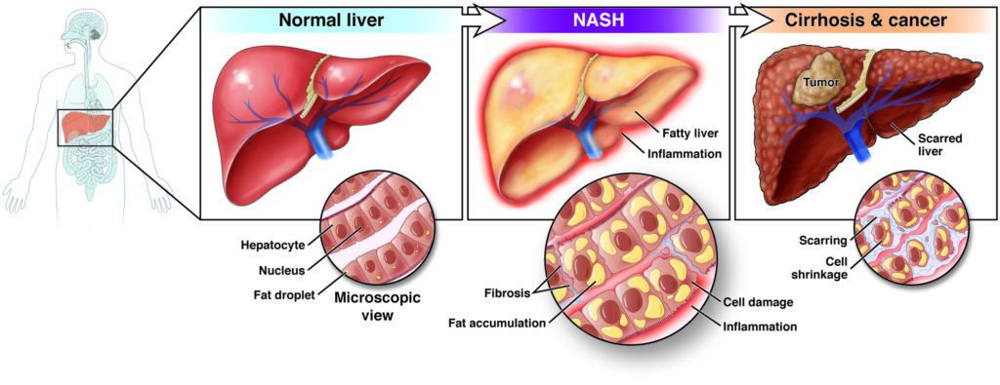 Normal liver
NASH
Cirrhosis & cancer
Tumor
Fatty liver
Inflammation
Scarred
liver
Hepatocyte
Nucleus
Fat droplet
Microscopic
view
Fibrosis
Fat accumulation
Cell damage
Inflammation
Scarring
Cell
shrinkage